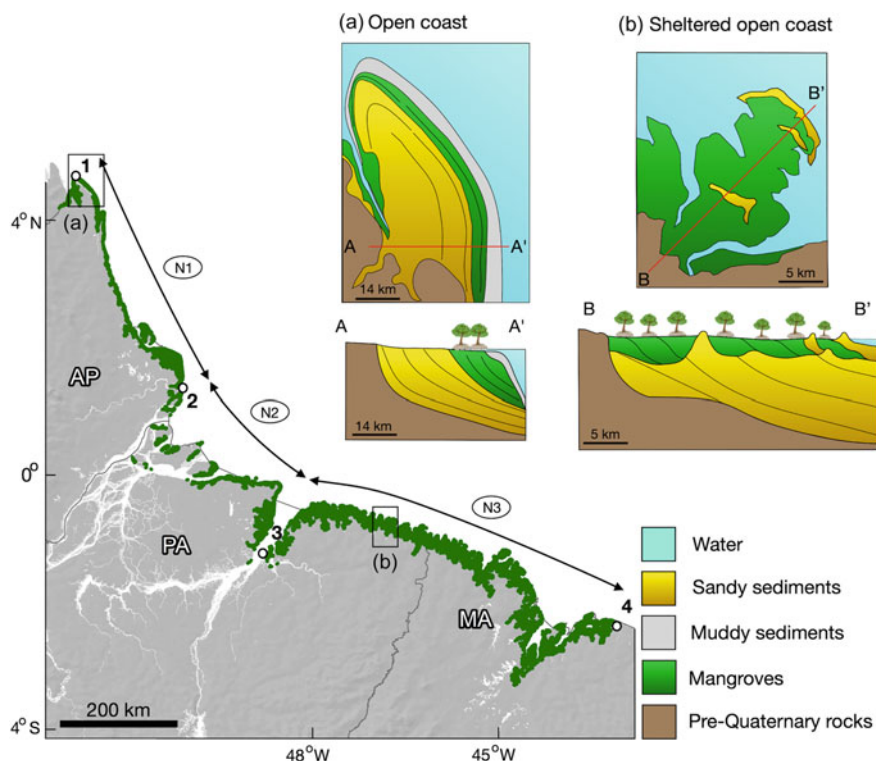 (a) Open coast
(b) Sheltered open coast
A
A'
14 km
B'
B
5 km
A
A'
14 km
B
B'
5 km
1
4°N
(a)
N1
AP
2
N2
0°
N3
PA
3
(b)
4
MA
200 km
4°S
48°W
45°W
Water
Sandy sediments
Muddy sediments
Mangroves
Pre-Quaternary rocks